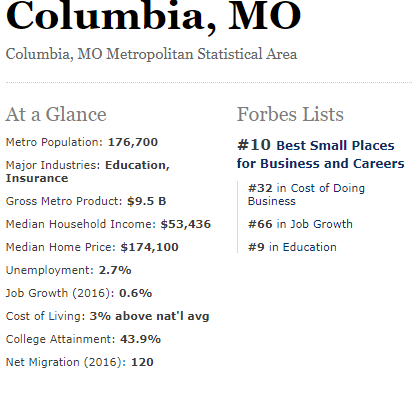 Columbia, MO
Columbia, MO Metropolitan Statistical Area
At a Glance
Metro Population: 176,700
Major Industries: Education,
Insurance
Gross Metro Product: $9.5 B
Median Household Income: $53,436
Median Home Price: $174,100
Unemployment: 2.7%
Job Growth (2016): 0.6%
Cost of Living: 3% above nat'l avg
College Attainment: 43.9%
Net Migration (2016): 120
Forbes Lists
#10 Best Small Places
for Business and Careers
#32 in Cost of Doing
Business
#66 in Job Growth
#9 in Education